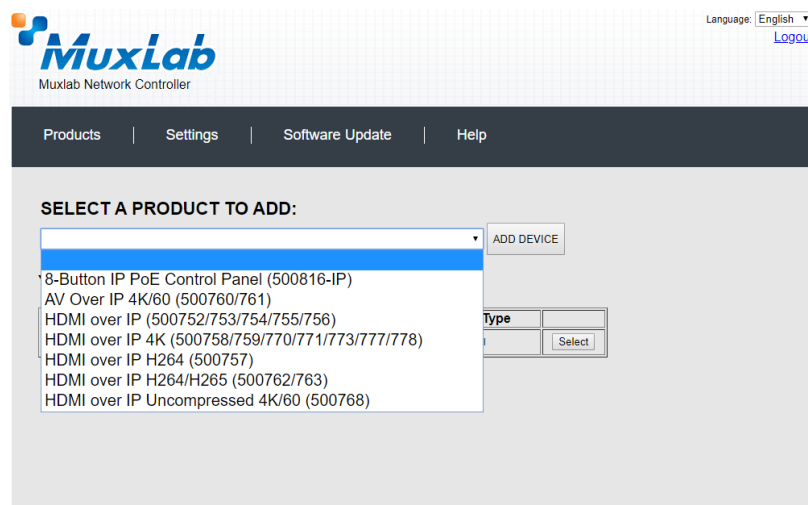 Language: English
Logou
MuxLab
Muxlab Network Controller
Products | Settings | Software Update | Help
SELECT A PRODUCT TO ADD:
ADD DEVICE
8-Button IP PoE Control Panel (500816-IP)
AV Over IP 4K/60 (500760/761)
HDMI over IP (500752/753/754/755/756)
Type
HDMI over IP 4K (500758/759/770/771/773/777/778)
Select
HDMI over IP H264 (500757)
HDMI over IP H264/H265 (500762/763)
HDMI over IP Uncompressed 4K/60 (500768)